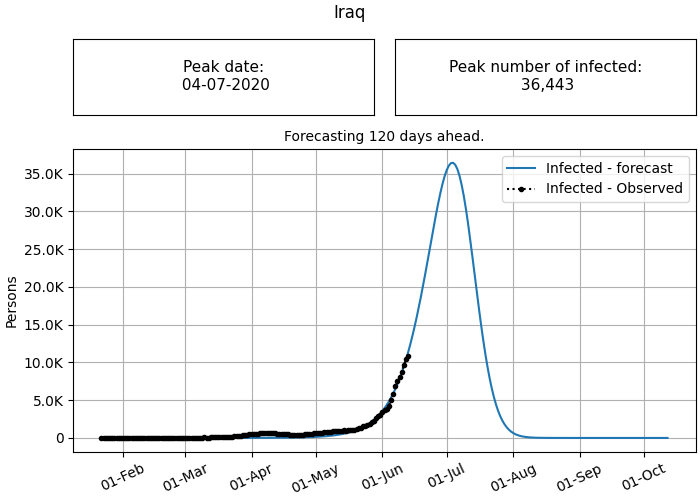 Iraq
Peak date:
04-07-2020
Peak number of infected:
36,443
Forecasting 120 days ahead.
Infected - forecast
Infected - Observed
Persons
35.0K
30.0K
25.0K
20.0K
15.0K
10.0K
5.0K
0
01-Feb
01-Mar
01-Apr
01-May
01-Jun
01-Jul
01-Aug
01-Sep
01-Oct